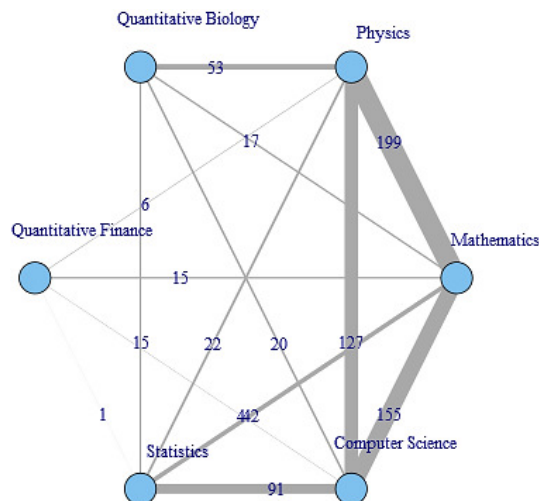 Quantitative Biology
Physics
53
17
199
6
Quantitative Finance
Mathematics
15
15
22
20
127
1
442
155
Statistics
Computer Science
91